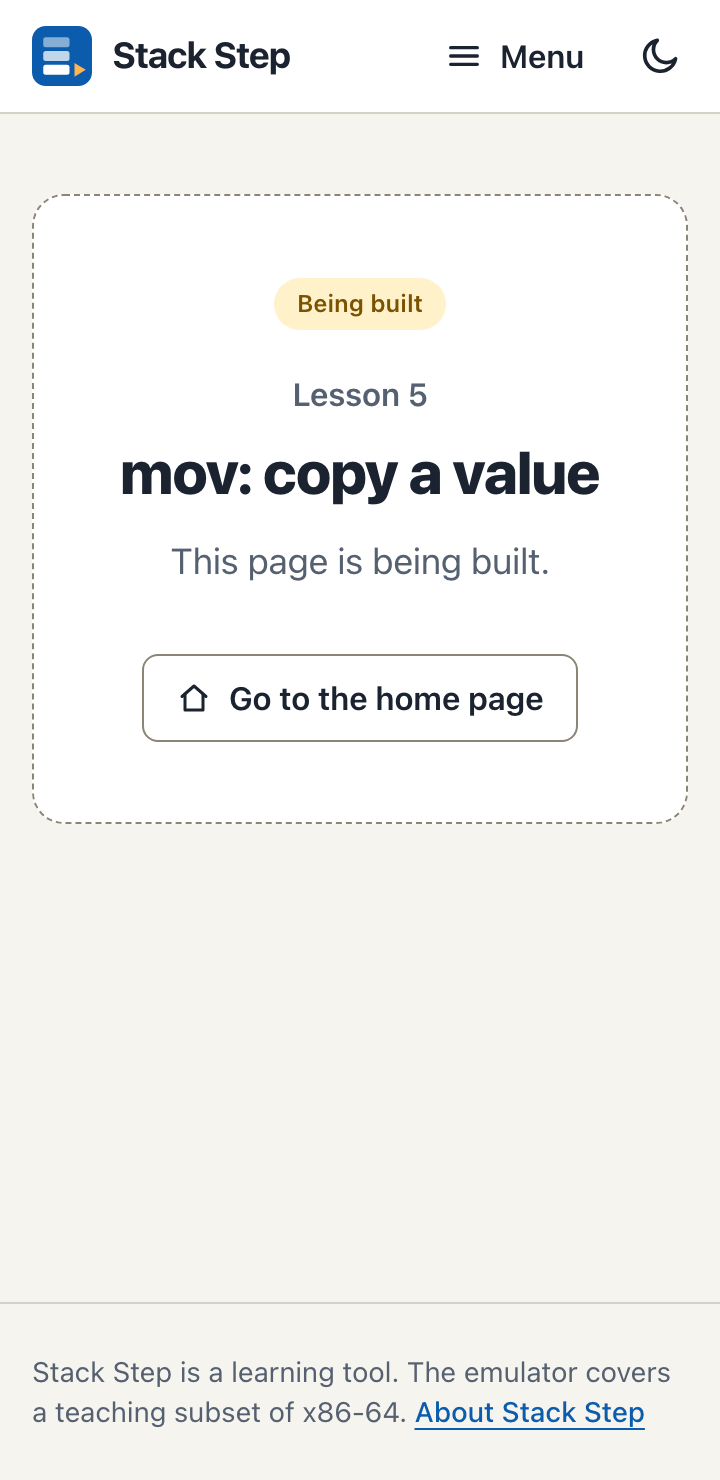 Stack Step
Menu
Being built
Lesson 5
mov: copy a value
This page is being built.
Go to the home page
Stack Step is a learning tool. The emulator covers
a teaching subset of x86-64. About Stack Step